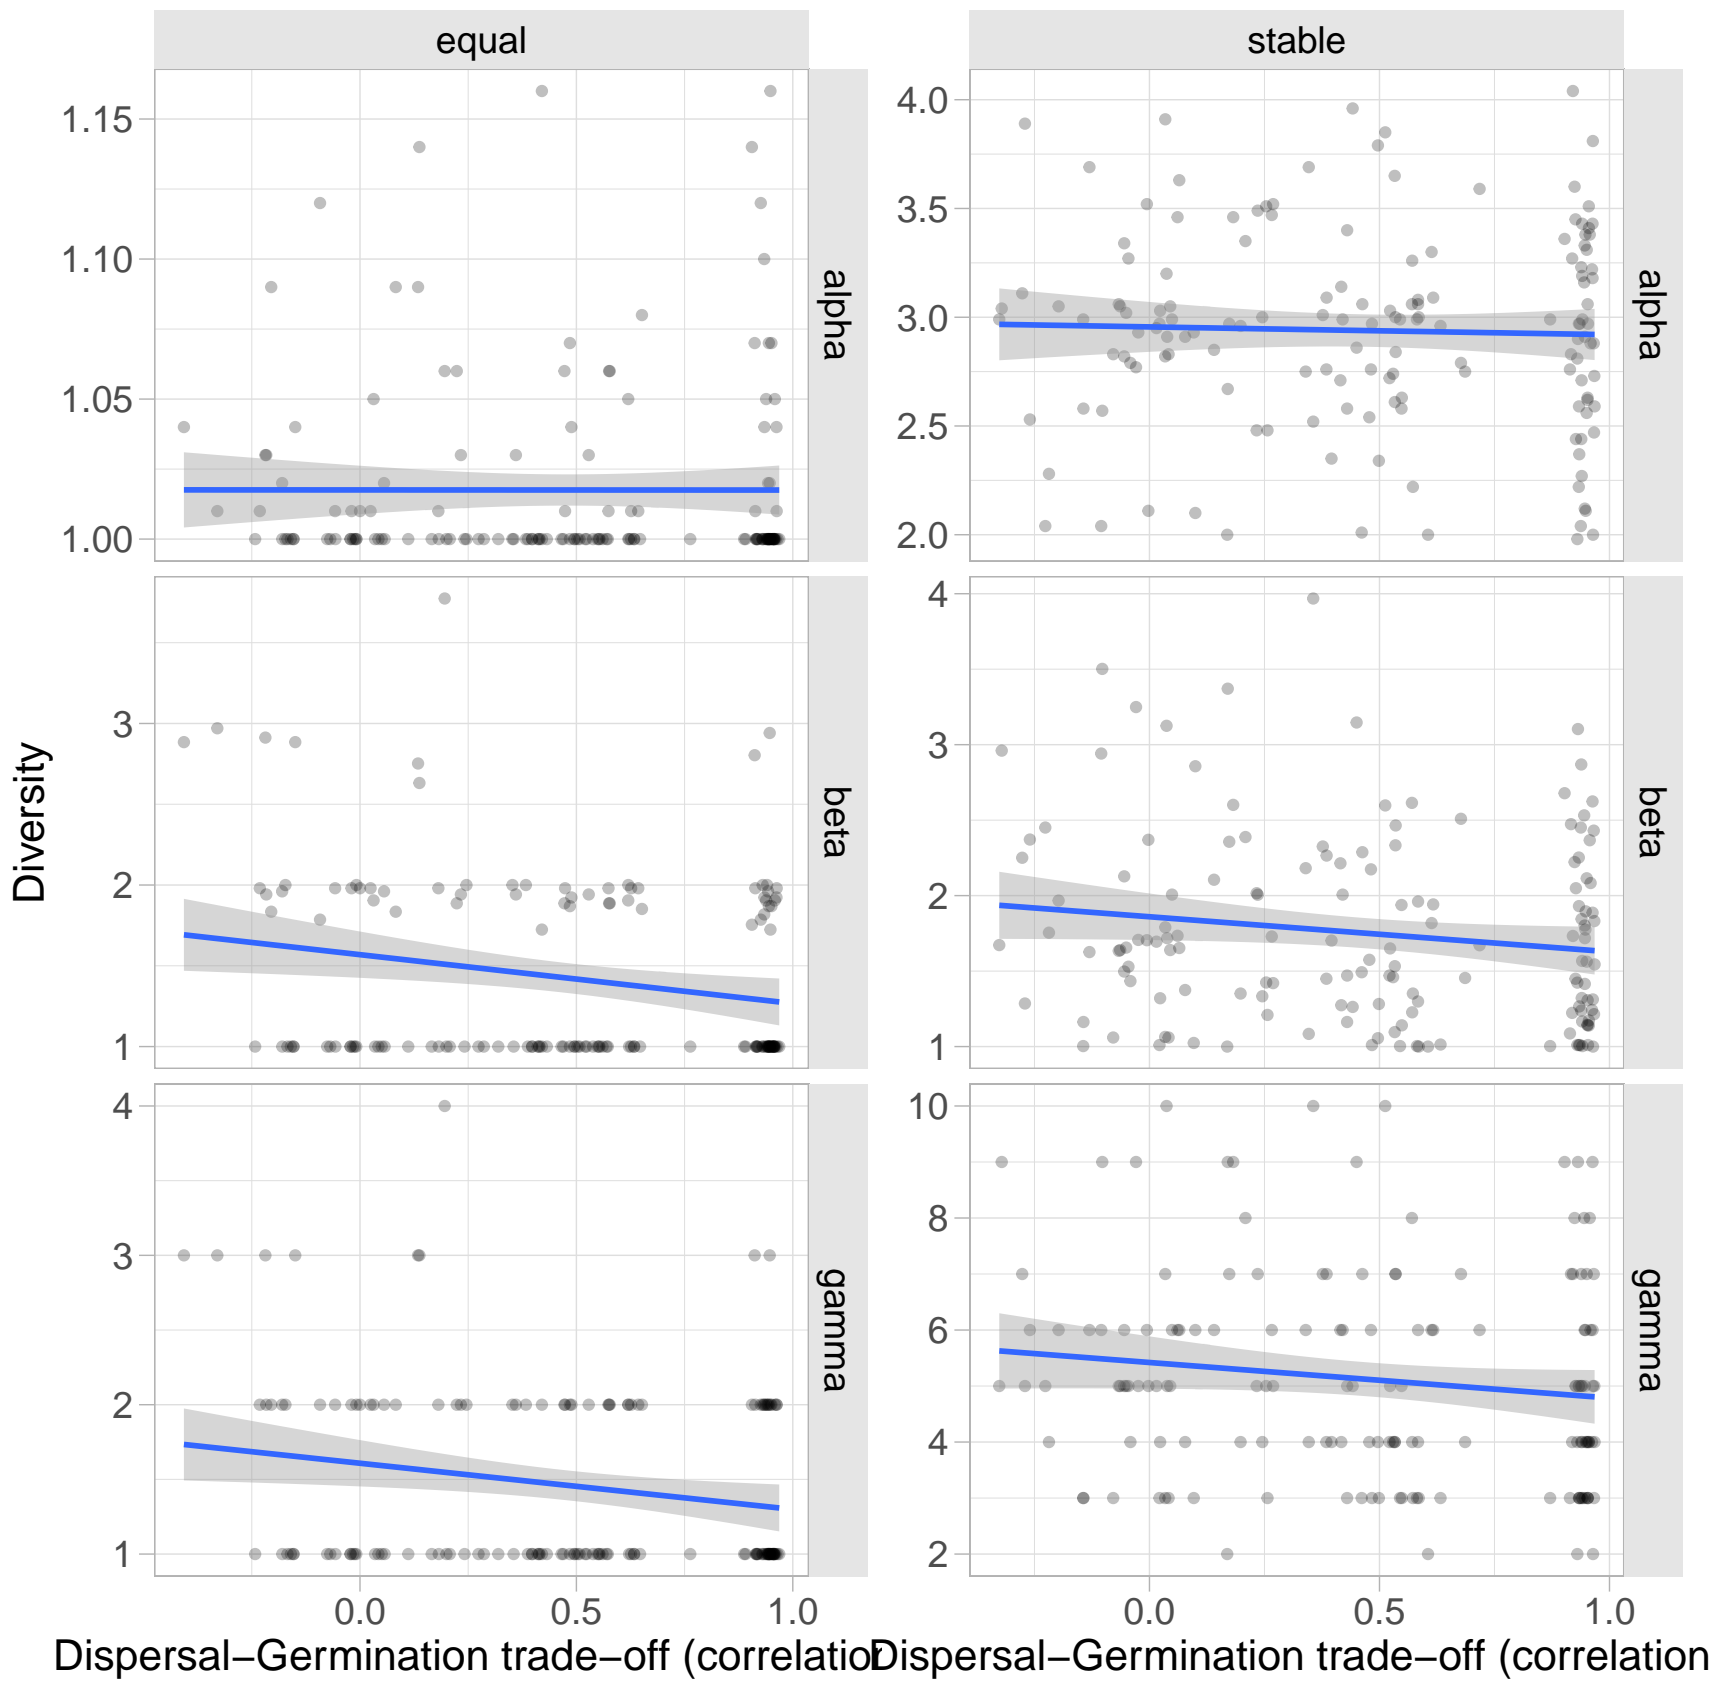 equal
stable
1.15
1.10
1.05
1.00
alpha
4.0
3.5
3.0
2.5
2.0
alpha
Diversity
3
2
1
beta
4
3
2
1
beta
4
3
2
1
gamma
10
8
6
4
2
gamma
0.0 0.5 1.0
0.0 0.5 1.0
Dispersal−Germination trade−off (correlation
Dispersal−Germination trade−off (correlation